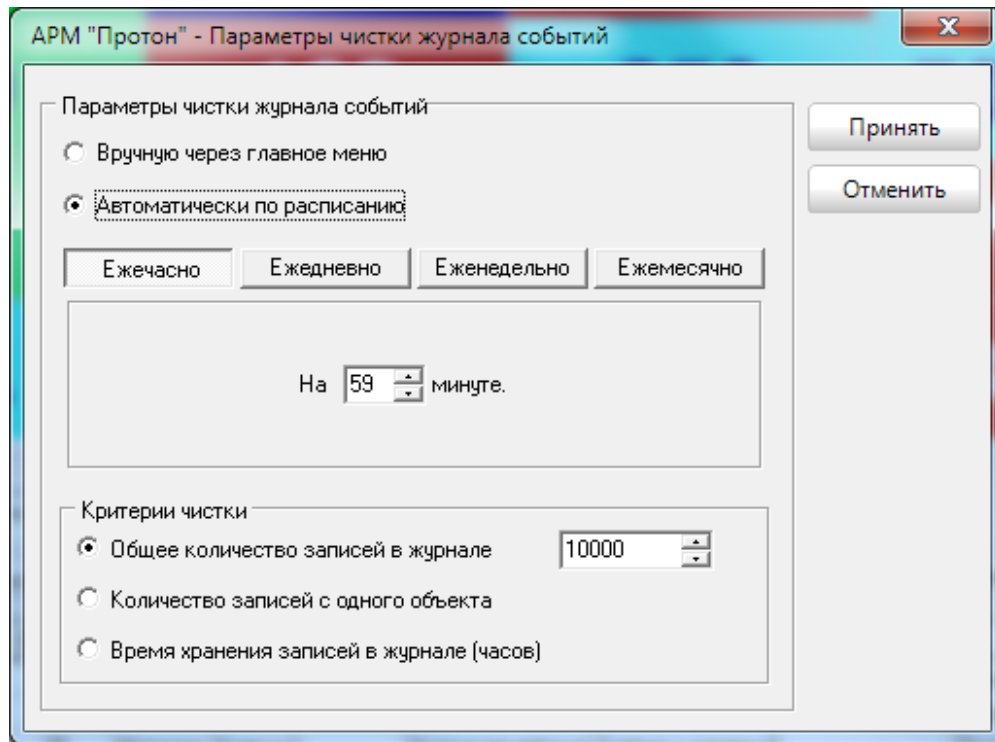 АРМ "Протон" - Параметры чистки журнала событий
Параметры чистки журнала событий
Принять
Вручную через главное меню
Отменить
Автоматически по расписанию
Ежечасно Ежедневно Еженедельно Ежемесячно
На 59 минуте.
Критерии чистки
Общее количество записей в журнале 10000
Количество записей с одного объекта
Время хранения записей в журнале (часов)